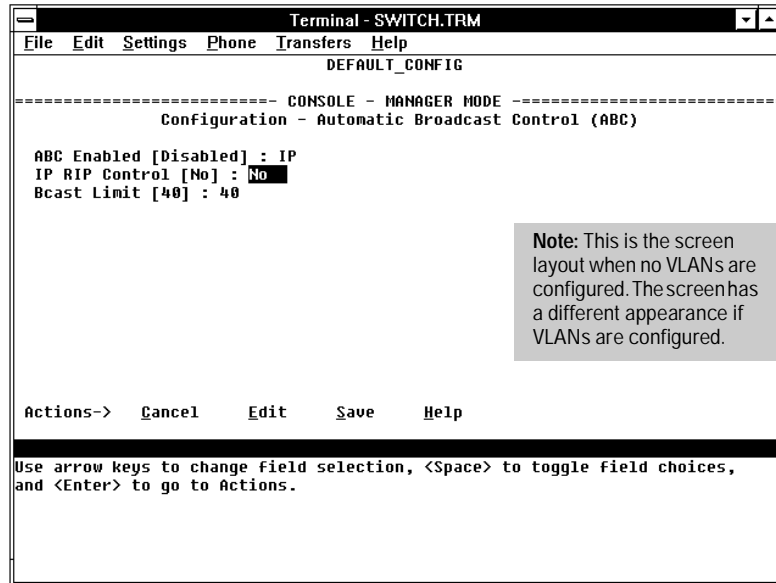 Terminal - SWITCH.TRM
File Edit Settings Phone Transfers Help
DEFAULT_CONFIG
==========================- CONSOLE - MANAGER MODE -==========================
Configuration - Automatic Broadcast Control (ABC)
ABC Enabled [Disabled] : IP
IP RIP Control [No] : No
Bcast Limit [40] : 40
Note: This is the screen
layout when no VLANs are
configured. The screen has
a different appearance if
VLANs are configured.
Actions-> Cancel Edit Save Help
Use arrow keys to change field selection, <Space> to toggle field choices,
and <Enter> to go to Actions.